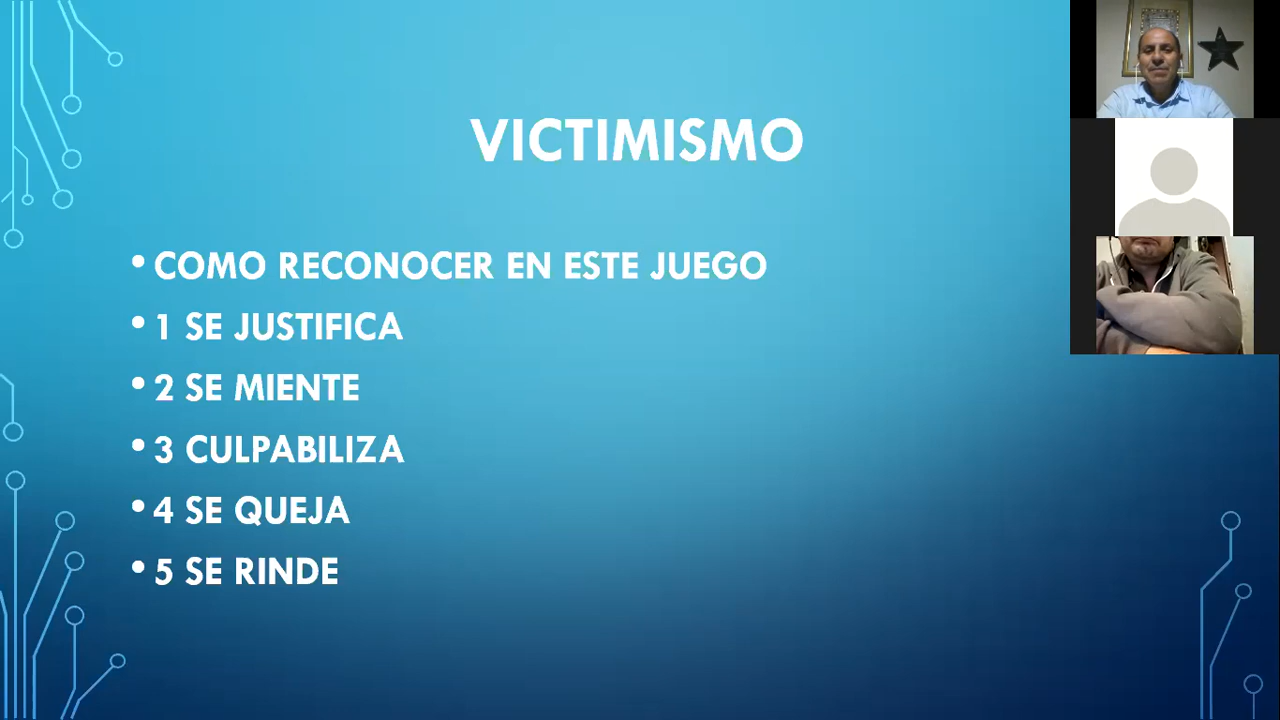 VICTIMISMO
• COMO RECONOCER EN ESTE JUEGO
• 1 SE JUSTIFICA
• 2 SE MIENTE
• 3 CULPABILIZA
• 4 SE QUEJA
• 5 SE RINDE